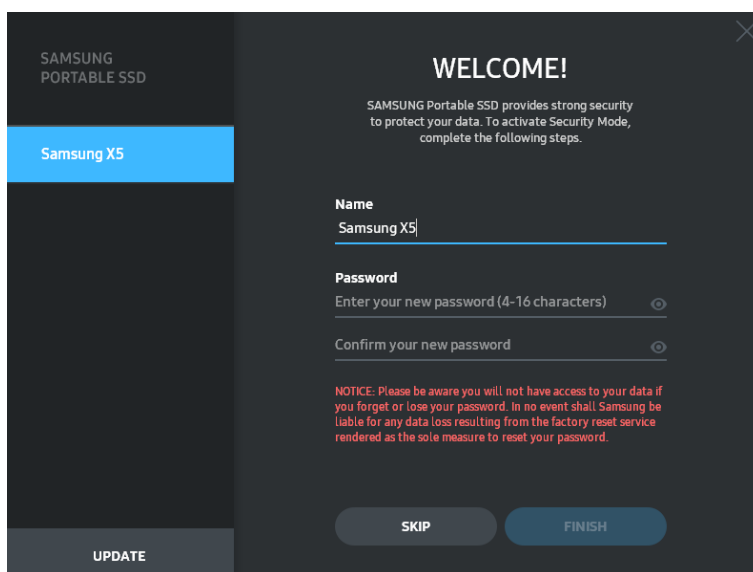 SAMSUNG
PORTABLE SSD
Samsung X5
UPDATE
WELCOME!
SAMSUNG Portable SSD provides strong security
to protect your data. To activate Security Mode,
complete the following steps.
Name
Samsung X5
Password
Enter your new password (4-16 characters)
Confirm your new password
NOTICE: Please be aware you will not have access to your data if
you forget or lose your password. In no event shall Samsung be
liable for any data loss resulting from the factory reset service
rendered as the sole measure to reset your password.
SKIP
FINISH